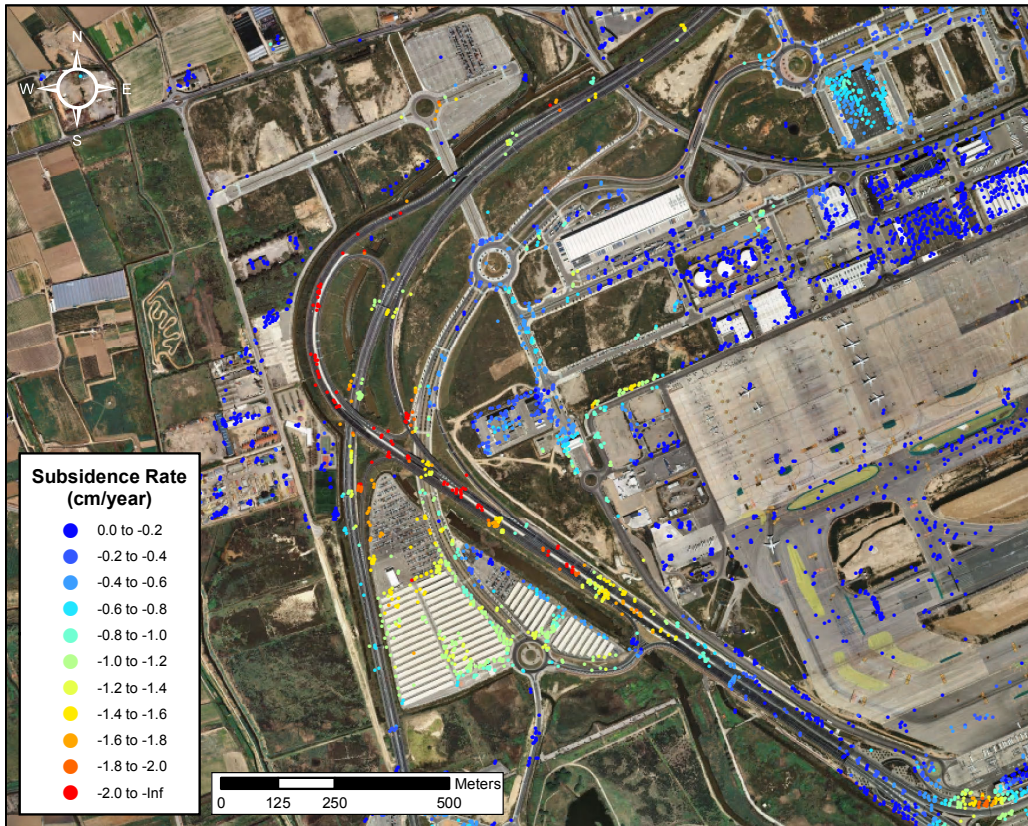 N
W E
S
Subsidence Rate
(cm/year)
0.0 to -0.2
-0.2 to -0.4
-0.4 to -0.6
-0.6 to -0.8
-0.8 to -1.0
-1.0 to -1.2
-1.2 to -1.4
-1.4 to -1.6
-1.6 to -1.8
-1.8 to -2.0
-2.0 to -Inf
Meters
0 125 250 500